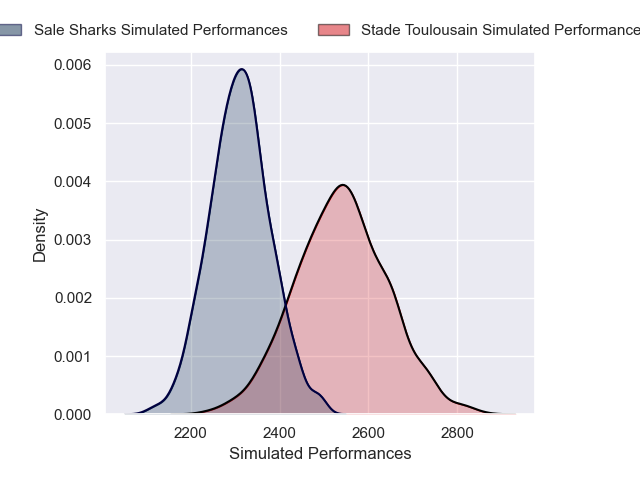 Sale Sharks Simulated Performances Stade Toulousain Simulated Performance
0.006
0.005
0.004
0.003
0.002
0.001
0.000
Density
2200 2400 2600 2800
Simulated Performances